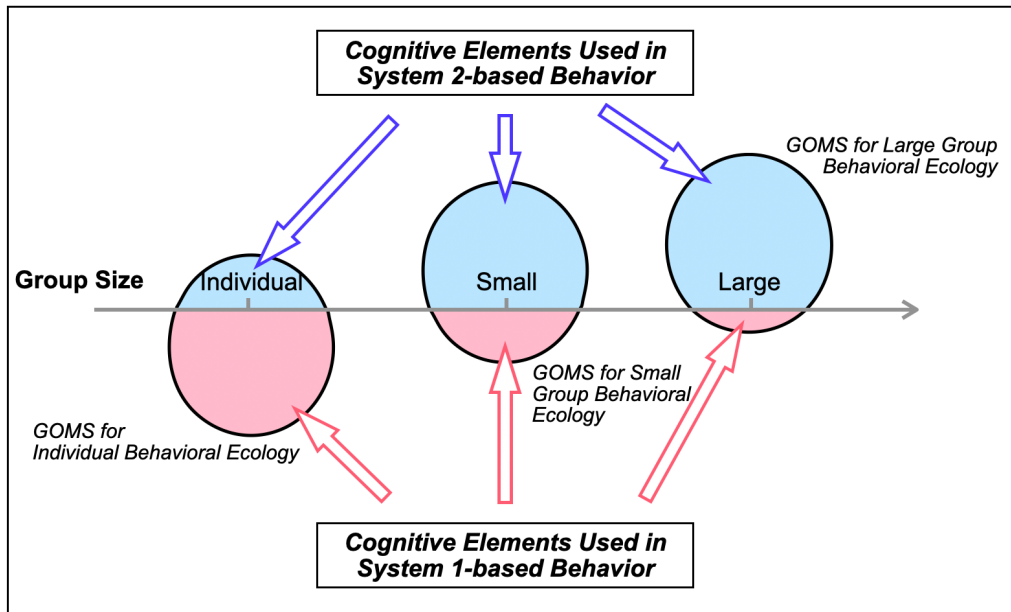 Cognitive Elements Used in
System 2-based Behavior
GOMS for Large Group
Behavioral Ecology
Group Size
Individual
Small
Large
GOMS for Small
Group Behavioral
Ecology
GOMS for
Individual Behavioral Ecology
Cognitive Elements Used in
System 1-based Behavior